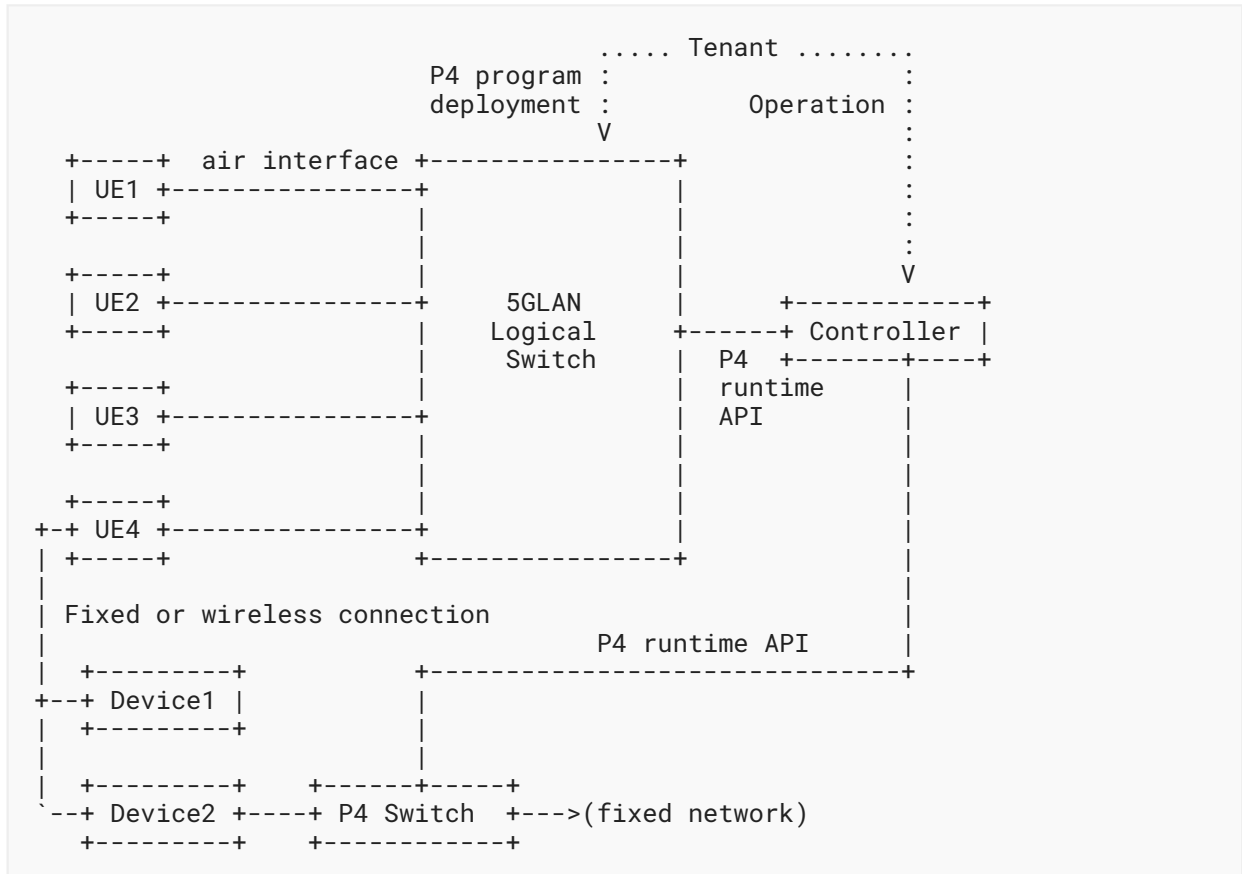 ..... Tenant ........
P4 program :                    :
deployment :         Operation :
V                    :
+-----+  air interface +----------------+              :
| UE1 +----------------+                |              :
+-----+                |                |              :
|                |              :
+-----+                |                |              V
| UE2 +----------------+     5GLAN      |      +------------+
+-----+                |    Logical     +------+ Controller |
|     Switch     |  P4  +-------+----+
+-----+                |                |  runtime     |
| UE3 +----------------+                |  API         |
+-----+                |                |              |
|                |              |
+-----+                |                |              |
+-+ UE4 +----------------+                |              |
| +-----+                +----------------+              |
|                                                        |
| Fixed or wireless connection                           |
|                                   P4 runtime API       |
|  +---------+           +-------------------------------+
+--+ Device1 |           |
|  +---------+           |
|                        |
|  +---------+    +------+-----+
`--+ Device2 +----+ P4 Switch  +--->(fixed network)
+---------+    +------------+